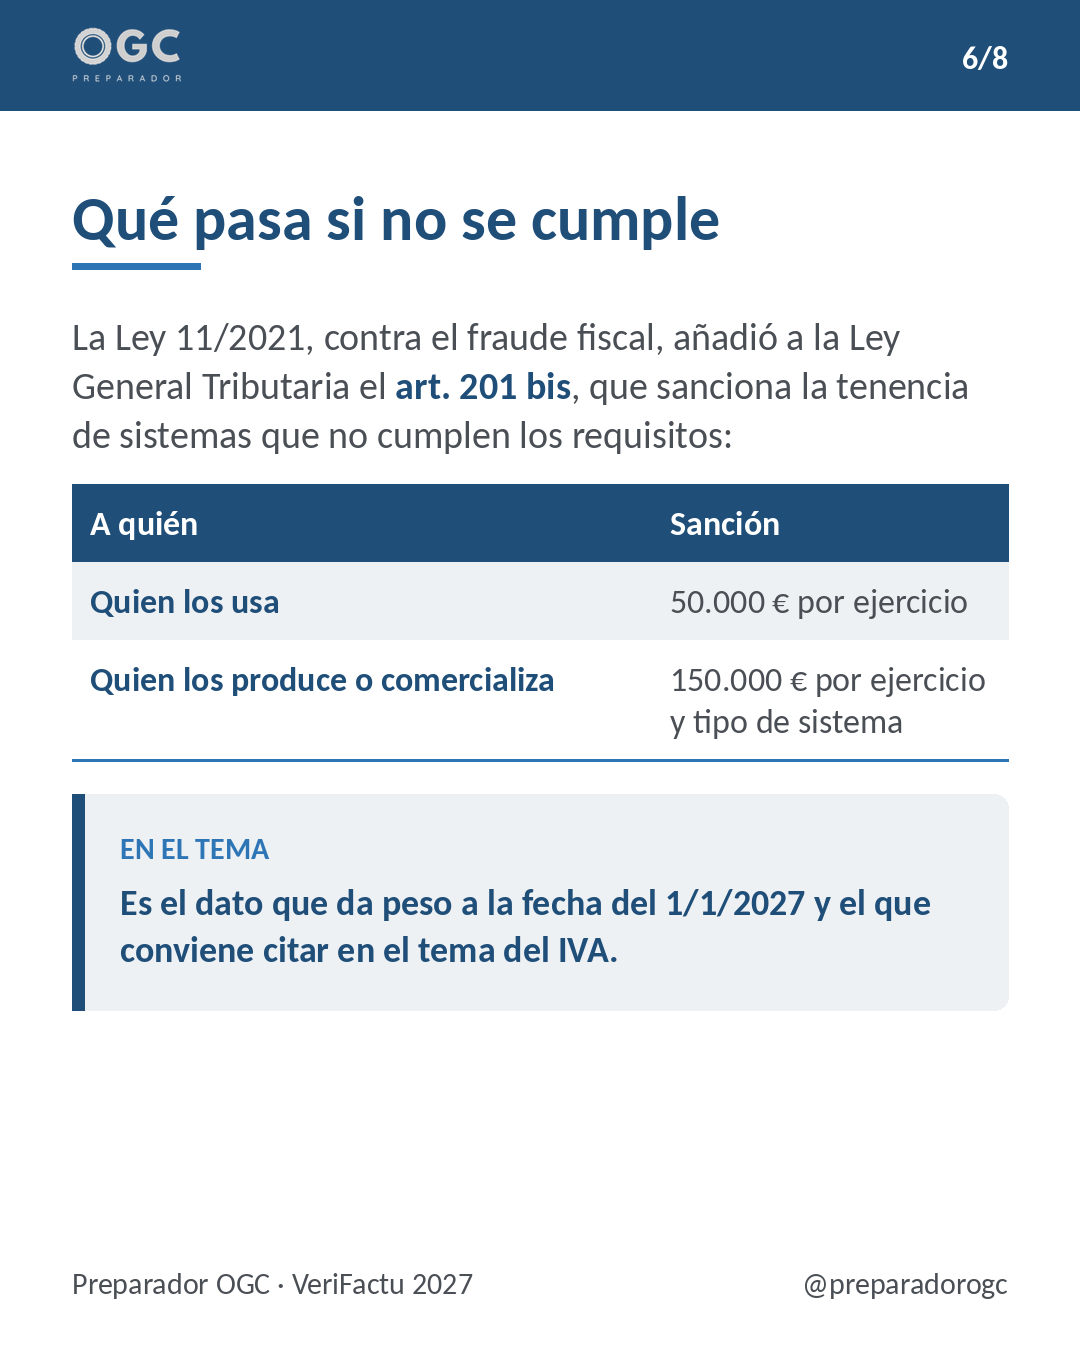 OGC
PREPARADOR
6/8
Qué pasa si no se cumple
La Ley 11/2021, contra el fraude fiscal, añadió a la Ley
General Tributaria el art. 201 bis, que sanciona la tenencia
de sistemas que no cumplen los requisitos:
A quién Sanción
Quien los usa 50.000 € por ejercicio
Quien los produce o comercializa 150.000 € por ejercicio
y tipo de sistema
EN EL TEMA
Es el dato que da peso a la fecha del 1/1/2027 y el que
conviene citar en el tema del IVA.
Preparador OGC · VeriFactu 2027 @preparadorogc